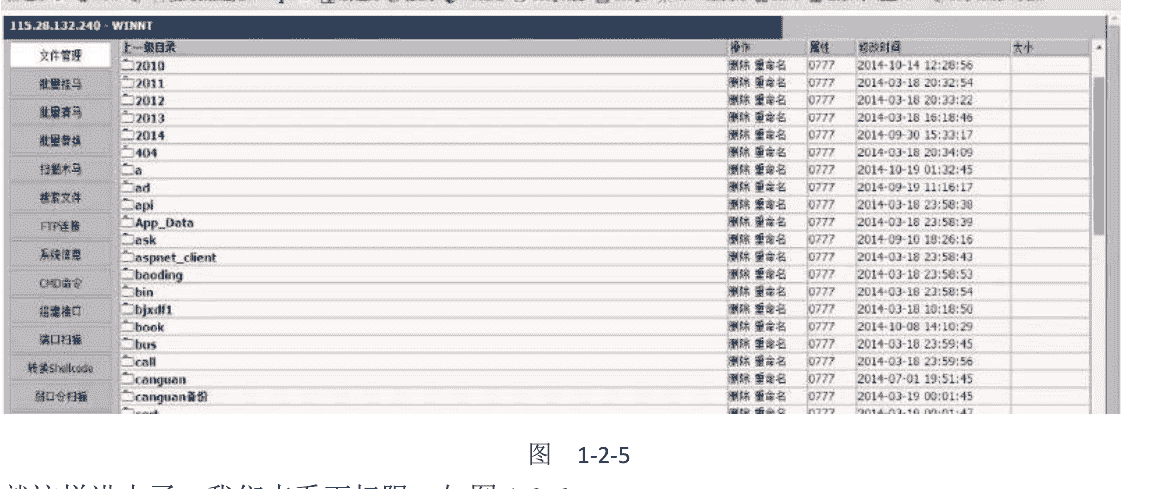 115.28.132.240 - WINNT
文件管理
批量挂马
批量清马
批量替换
扫描木马
搜索文件
FTP连接
系统信息
CMD命令
组建接口
端口扫描
转换Shellcode
弱口令扫描
上一级目录 操作 属性 修改时间 大小
2010 删除 重命名 0777 2014-10-14 12:28:56
2011 删除 重命名 0777 2014-03-18 20:32:54
2012 删除 重命名 0777 2014-03-18 20:33:22
2013 删除 重命名 0777 2014-03-18 16:18:46
2014 删除 重命名 0777 2014-09-30 15:33:17
404 删除 重命名 0777 2014-03-18 20:34:09
a 删除 重命名 0777 2014-10-19 01:32:45
ad 删除 重命名 0777 2014-09-19 11:16:17
api 删除 重命名 0777 2014-03-18 23:58:38
App_Data 删除 重命名 0777 2014-03-18 23:58:39
ask 删除 重命名 0777 2014-09-10 18:26:16
aspnet_client 删除 重命名 0777 2014-03-18 23:58:43
baoding 删除 重命名 0777 2014-03-18 23:58:53
bin 删除 重命名 0777 2014-03-18 23:58:54
bjxdf1 删除 重命名 0777 2014-03-18 10:18:50
book 删除 重命名 0777 2014-10-08 14:10:29
bus 删除 重命名 0777 2014-03-18 23:59:45
call 删除 重命名 0777 2014-03-18 23:59:56
canguan 删除 重命名 0777 2014-07-01 19:51:45
canguan备份 删除 重命名 0777 2014-03-19 00:01:45
图 1-2-5